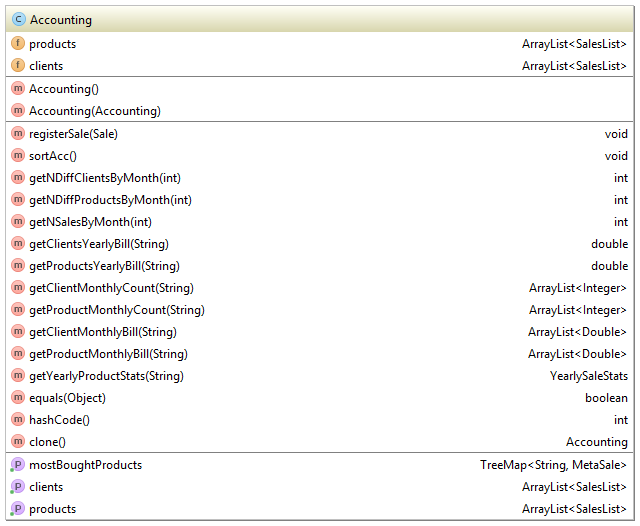 C Accounting
f products ArrayList<SalesList>
f clients ArrayList<SalesList>
m Accounting()
m Accounting(Accounting)
m registerSale(Sale) void
m sortAcc() void
m getNDiffClientsByMonth(int) int
m getNDiffProductsByMonth(int) int
m getNSalesByMonth(int) int
m getClientsYearlyBill(String) double
m getProductsYearlyBill(String) double
m getClientMonthlyCount(String) ArrayList<Integer>
m getProductMonthlyCount(String) ArrayList<Integer>
m getClientMonthlyBill(String) ArrayList<Double>
m getProductMonthlyBill(String) ArrayList<Double>
m getYearlyProductStats(String) YearlySaleStats
m equals(Object) boolean
m hashCode() int
m clone() Accounting
P mostBoughtProducts TreeMap<String, MetaSale>
P clients ArrayList<SalesList>
P products ArrayList<SalesList>